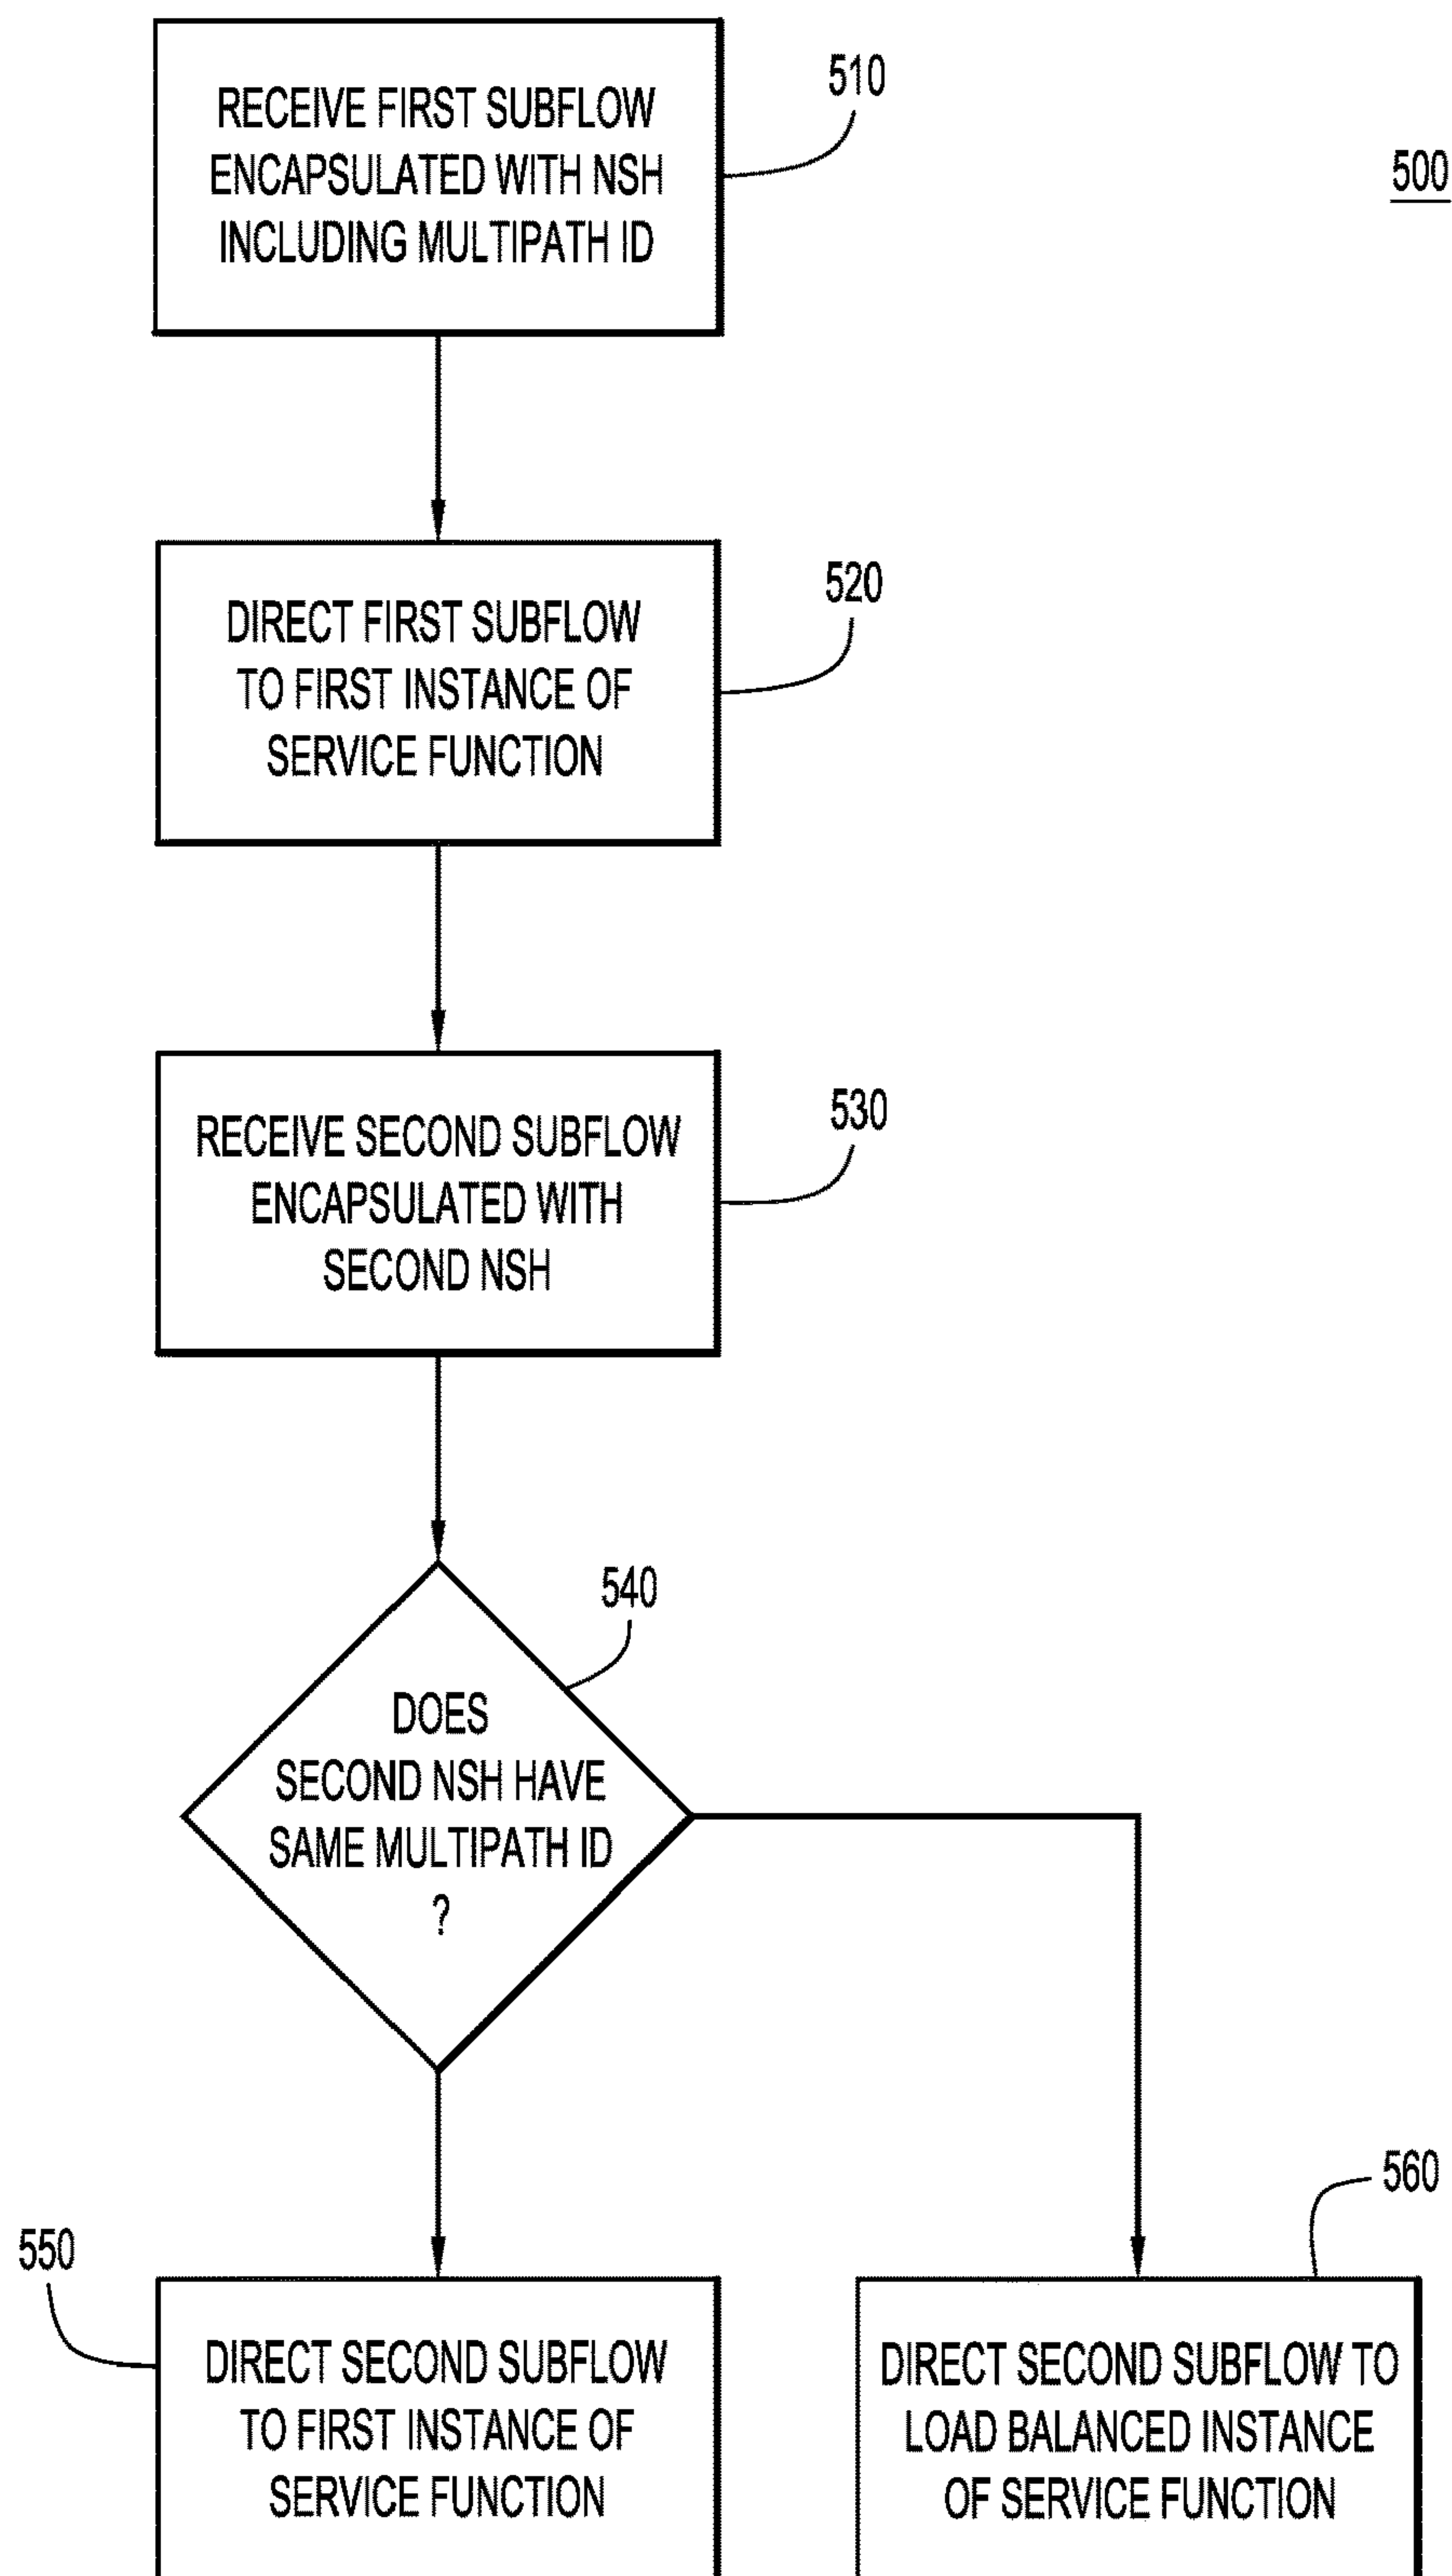 RECEIVE FIRST SUBFLOW
ENCAPSULATED WITH NSH
INCLUDING MULTIPATH ID
510
500
DIRECT FIRST SUBFLOW
TO FIRST INSTANCE OF
SERVICE FUNCTION
520
RECEIVE SECOND SUBFLOW
ENCAPSULATED WITH
SECOND NSH
530
540
DOES
SECOND NSH HAVE
SAME MULTIPATH ID
?
550
DIRECT SECOND SUBFLOW
TO FIRST INSTANCE OF
SERVICE FUNCTION
560
DIRECT SECOND SUBFLOW TO
LOAD BALANCED INSTANCE
OF SERVICE FUNCTION